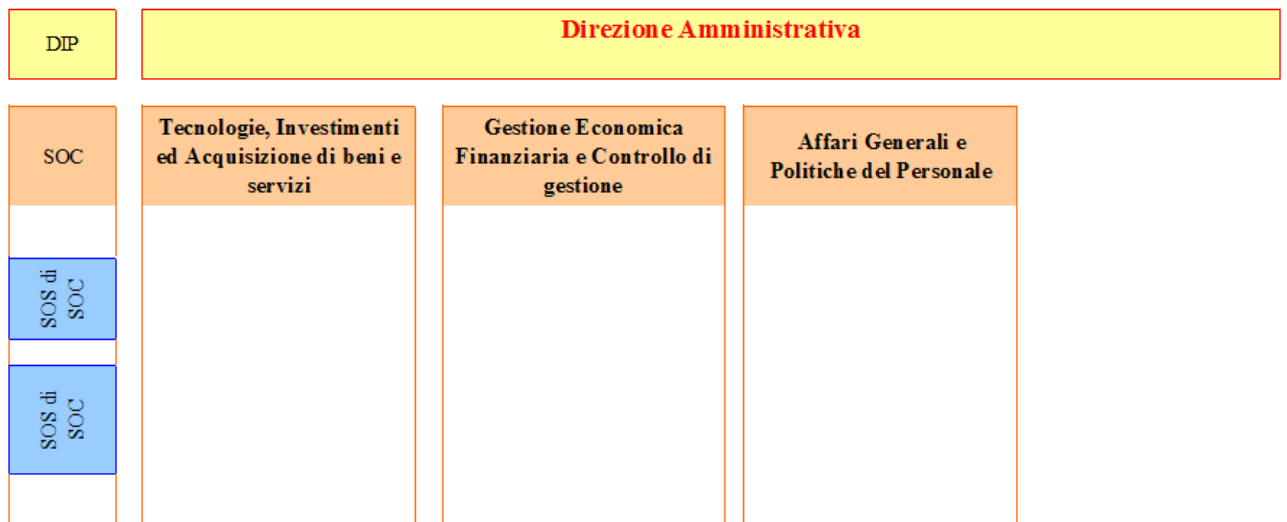 DIP
Direzione Amministrativa
SOC
Tecnologie, Investimenti
ed Acquisizione di beni e
servizi
Gestione Economica
Finanziaria e Controllo di
gestione
Affari Generali e
Politiche del Personale
SOS di
SOC
SOS di
SOC